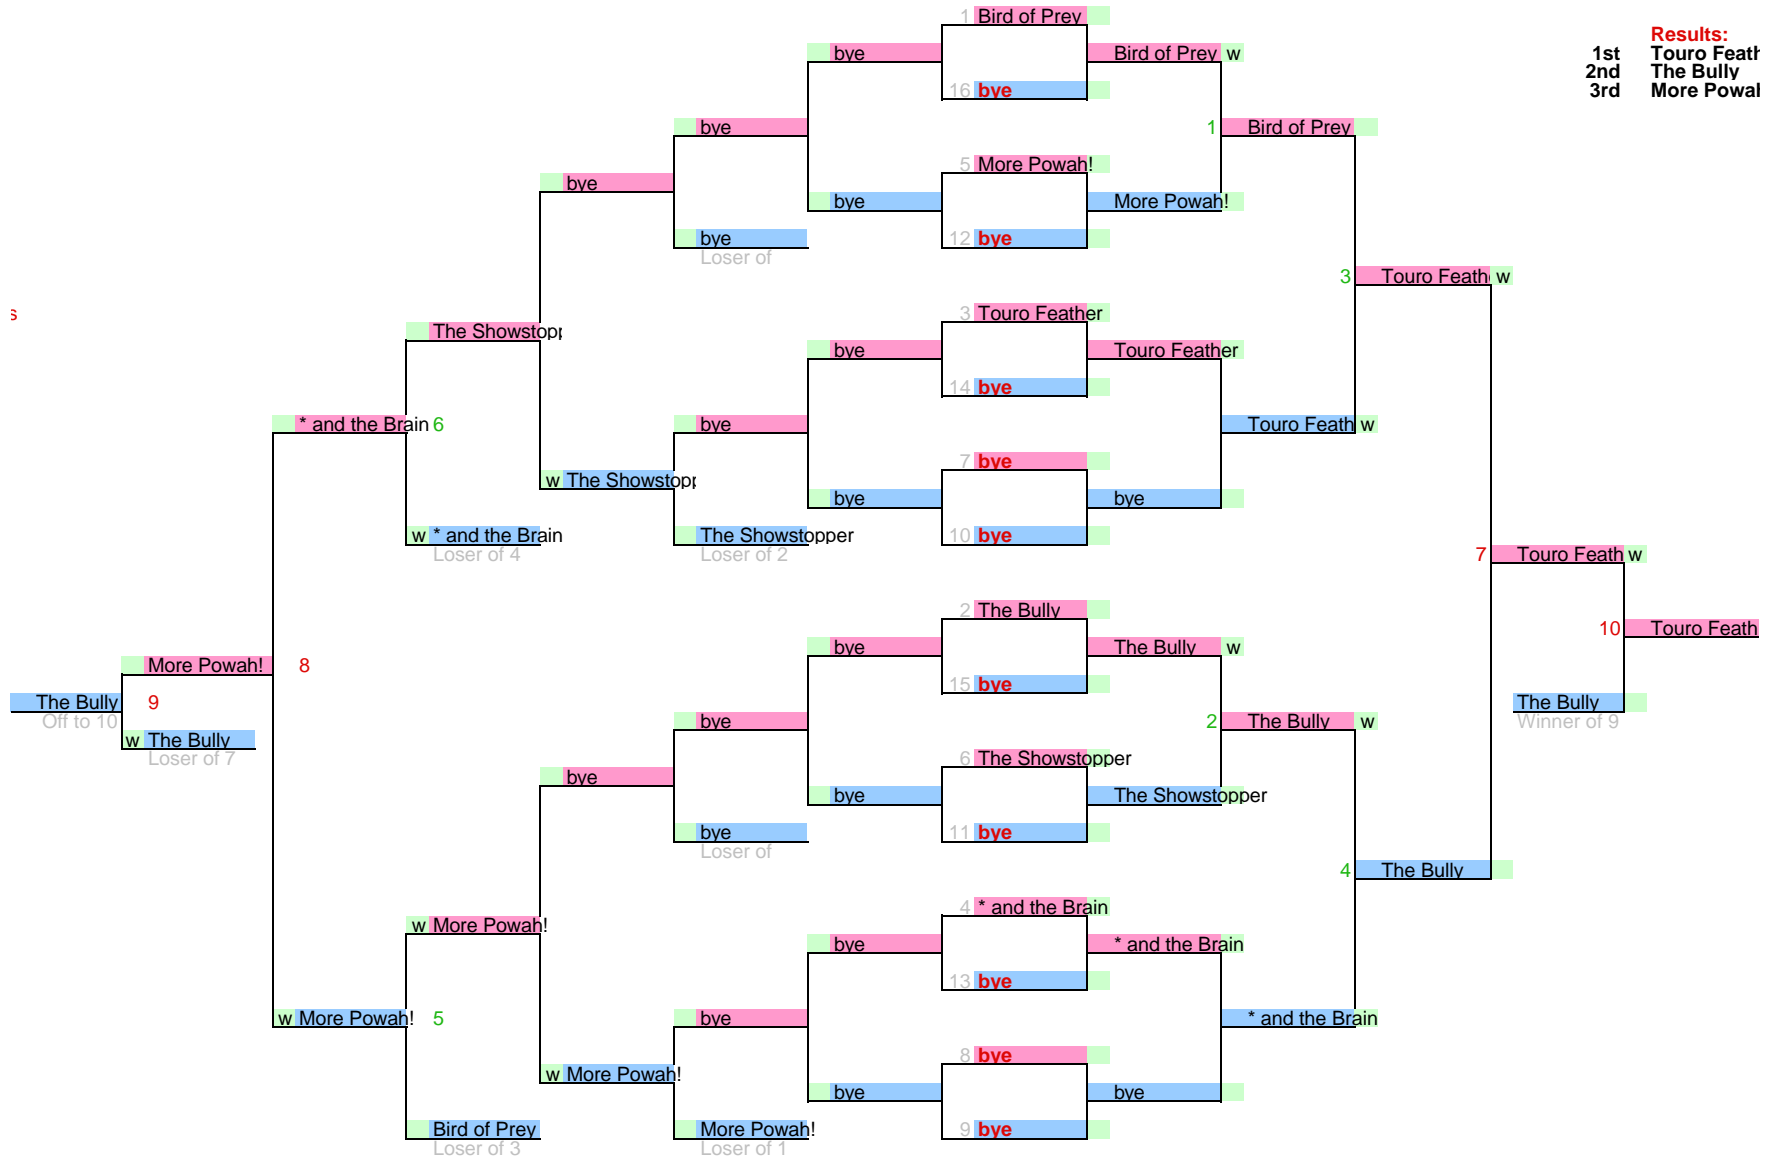 1 Bird of Prey
Results:
bye Bird of Prey w
1st Touro Feath
2nd The Bully
16 bye
3rd More Powah
bye
1 Bird of Prey
5 More Powah!
bye
bye More Powah!
bye
12 bye
Loser of
3 Touro Feath w
3 Touro Feather
s
The Showstopp
bye Touro Feather
14 bye
* and the Brain 6
bye
Touro Feath w
7 bye
w The Showstopp
bye bye
w * and the Brain
The Showstopper
10 bye
Loser of 4
Loser of 2
7 Touro Feath w
2 The Bully
10 Touro Feath
bye The Bully w
More Powah! 8
15 bye
The Bully 9
The Bully
Off to 10
bye
2 The Bully w
Winner of 9
w The Bully
Loser of 7
6 The Showstopper
bye
bye The Showstopper
bye
11 bye
Loser of
4 The Bully
4 * and the Brain
w More Powah!
bye * and the Brain
13 bye
w More Powah! 5
bye
* and the Brain
8 bye
w More Powah!
bye bye
Bird of Prey
More Powah!
9 bye
Loser of 3
Loser of 1